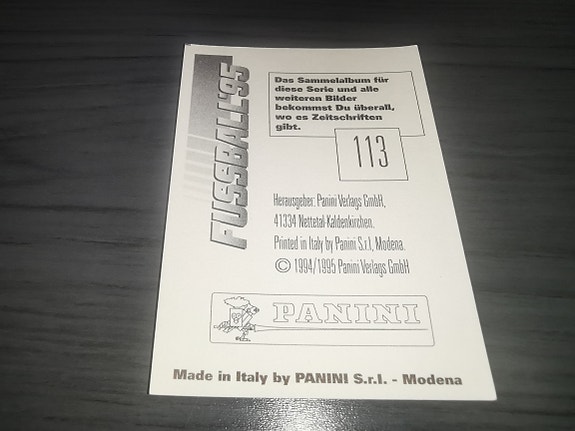 FUSSBALL'95
Das Sammelalbum für
diese Serie und alle
weiteren Bilder
bekommst Du überall,
wo es Zeitschriften
gibt.
113
Herausgeber: Panini Verlags GmbH,
41334 Nettetal-Kaldenkirchen.
Printed in Italy by Panini S.r.l, Modena.
© 1994/1995 Panini Verlags GmbH
PANINI
Made in Italy by PANINI S.r.l. - Modena